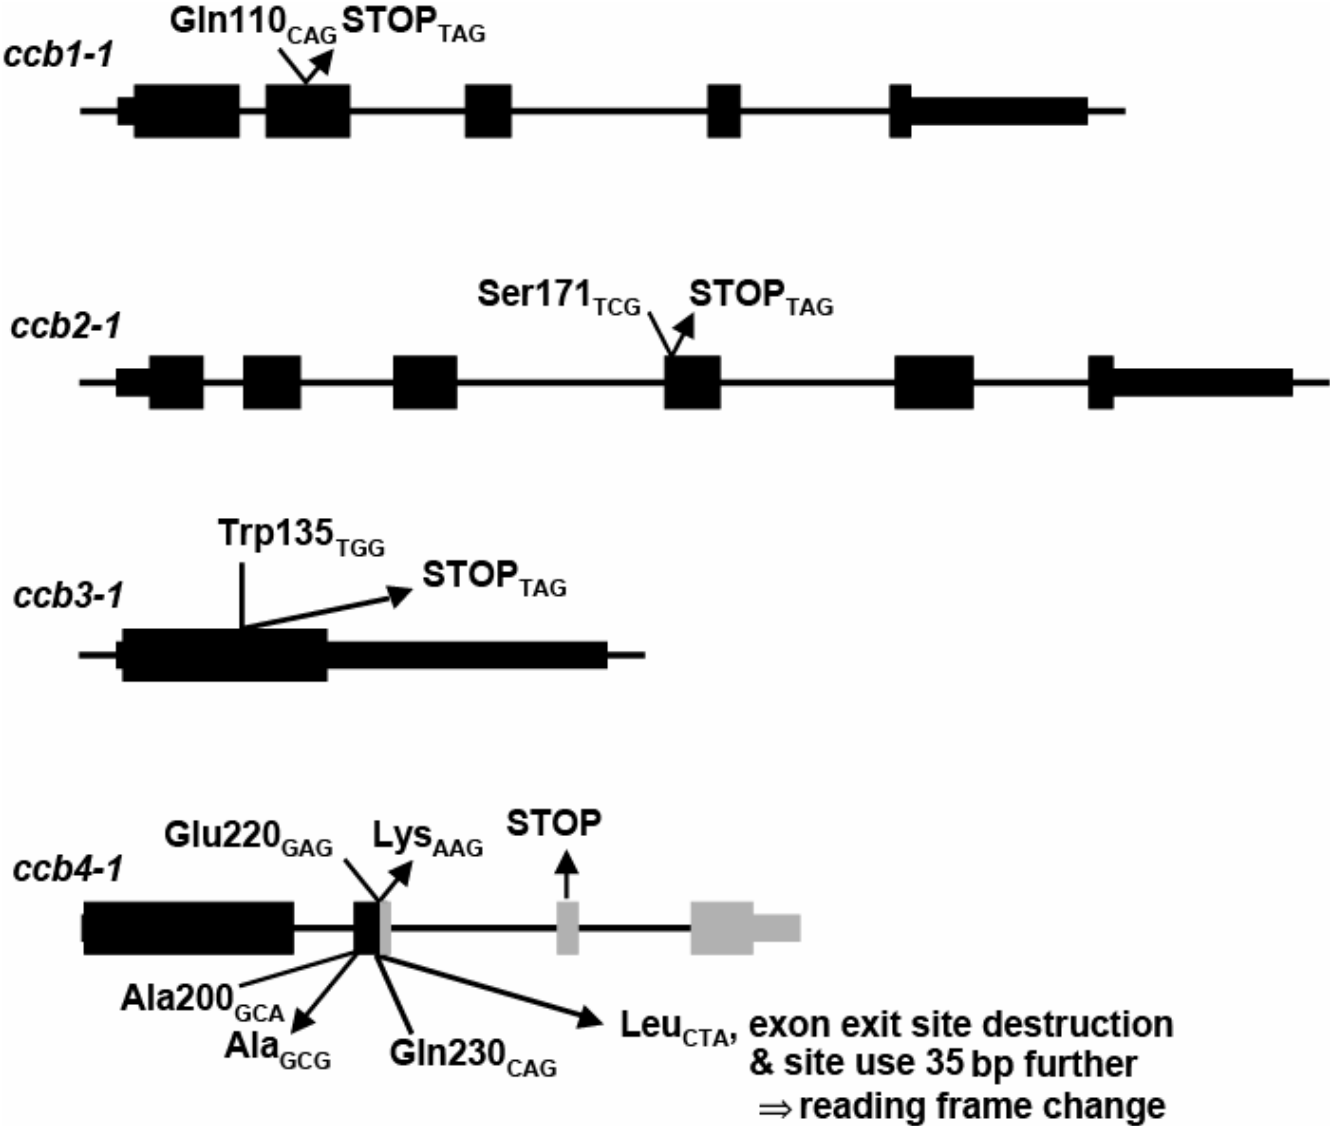 Gln110CAG STOPTAG
ccb1-1
Ser171TCG STOPTAG
ccb2-1
Trp135TGG
STOPTAG
ccb3-1
STOP
Glu220GAG LysAAG
ccb4-1
Ala200GCA
AlaGCG
Gln230CAG
LeuCTA, exon exit site destruction
& site use 35 bp further
⇒ reading frame change